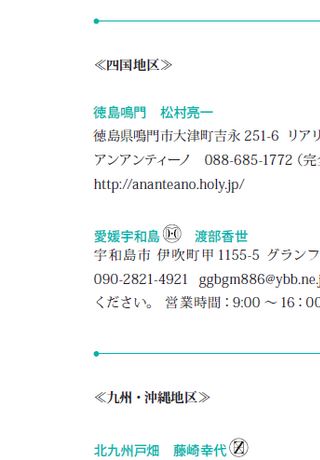 ≪四国地区≫
徳島鳴門 松村亮一
徳島県鳴門市大津町吉永 251-6 リアリ
アンアンティーノ 088-685-1772（完全
http://ananteano.holy.jp/
愛媛宇和島 渡部香世
宇和島市 伊吹町甲 1155-5 グランフ
090-2821-4921 ggbgm886@ybb.ne.j
ください。 営業時間：9:00 ～ 16：00
≪九州・沖縄地区≫
北九州戸畑 藤崎幸代